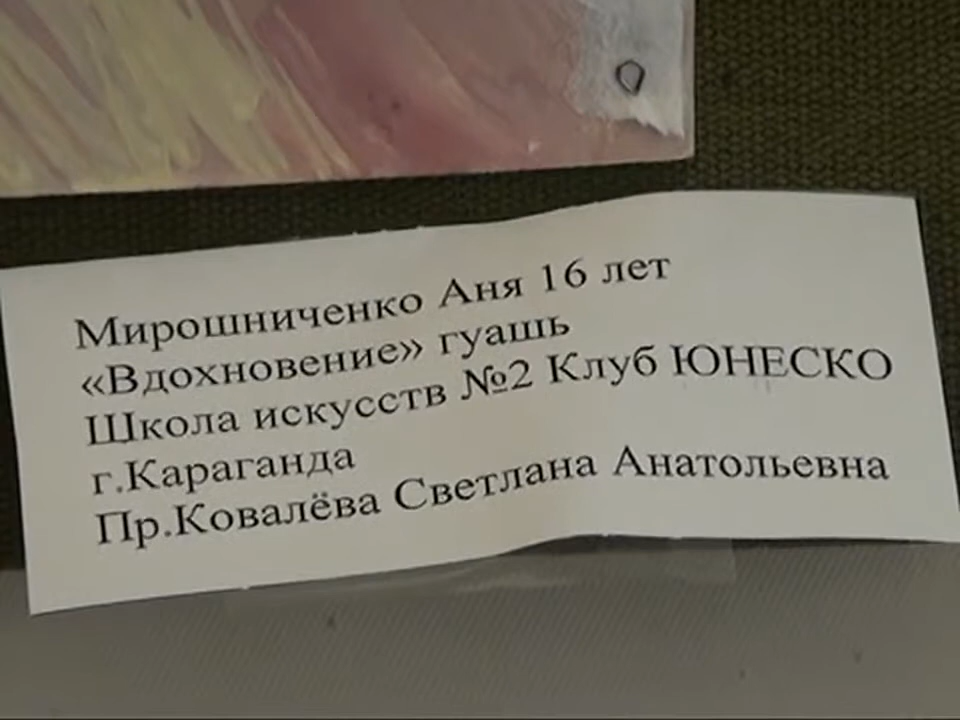 Мирошниченко Аня 16 лет
«Вдохновение» гуашь
Школа искусств №2 Клуб ЮНЕСКО
г.Караганда
Пр.Ковалёва Светлана Анатольевна